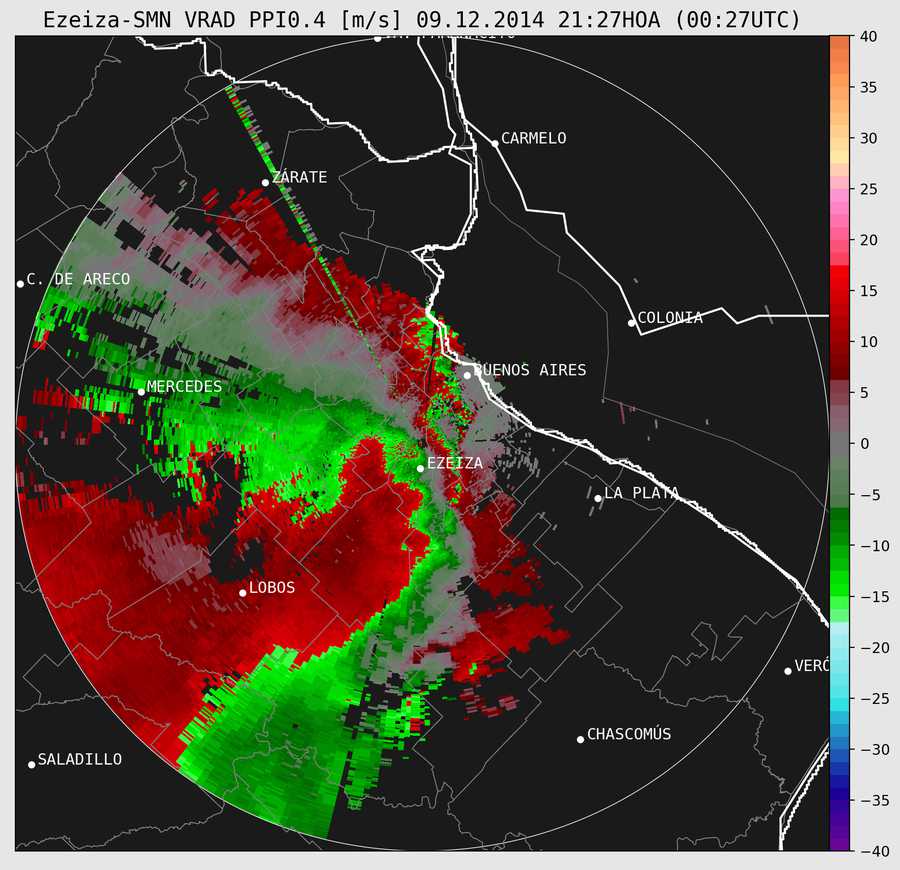 Ezeiza-SMN VRAD PPI0.4 [m/s] 09.12.2014 21:27HOA (00:27UTC)
CARMELO
ZÁRATE
C. DE ARECO
COLONIA
BUENOS AIRES
MERCEDES
EZEIZA
LA PLATA
LOBOS
VERÓ
CHASCOMÚS
SALADILLO
40
35
30
25
20
15
10
5
0
−5
−10
−15
−20
−25
−30
−35
−40